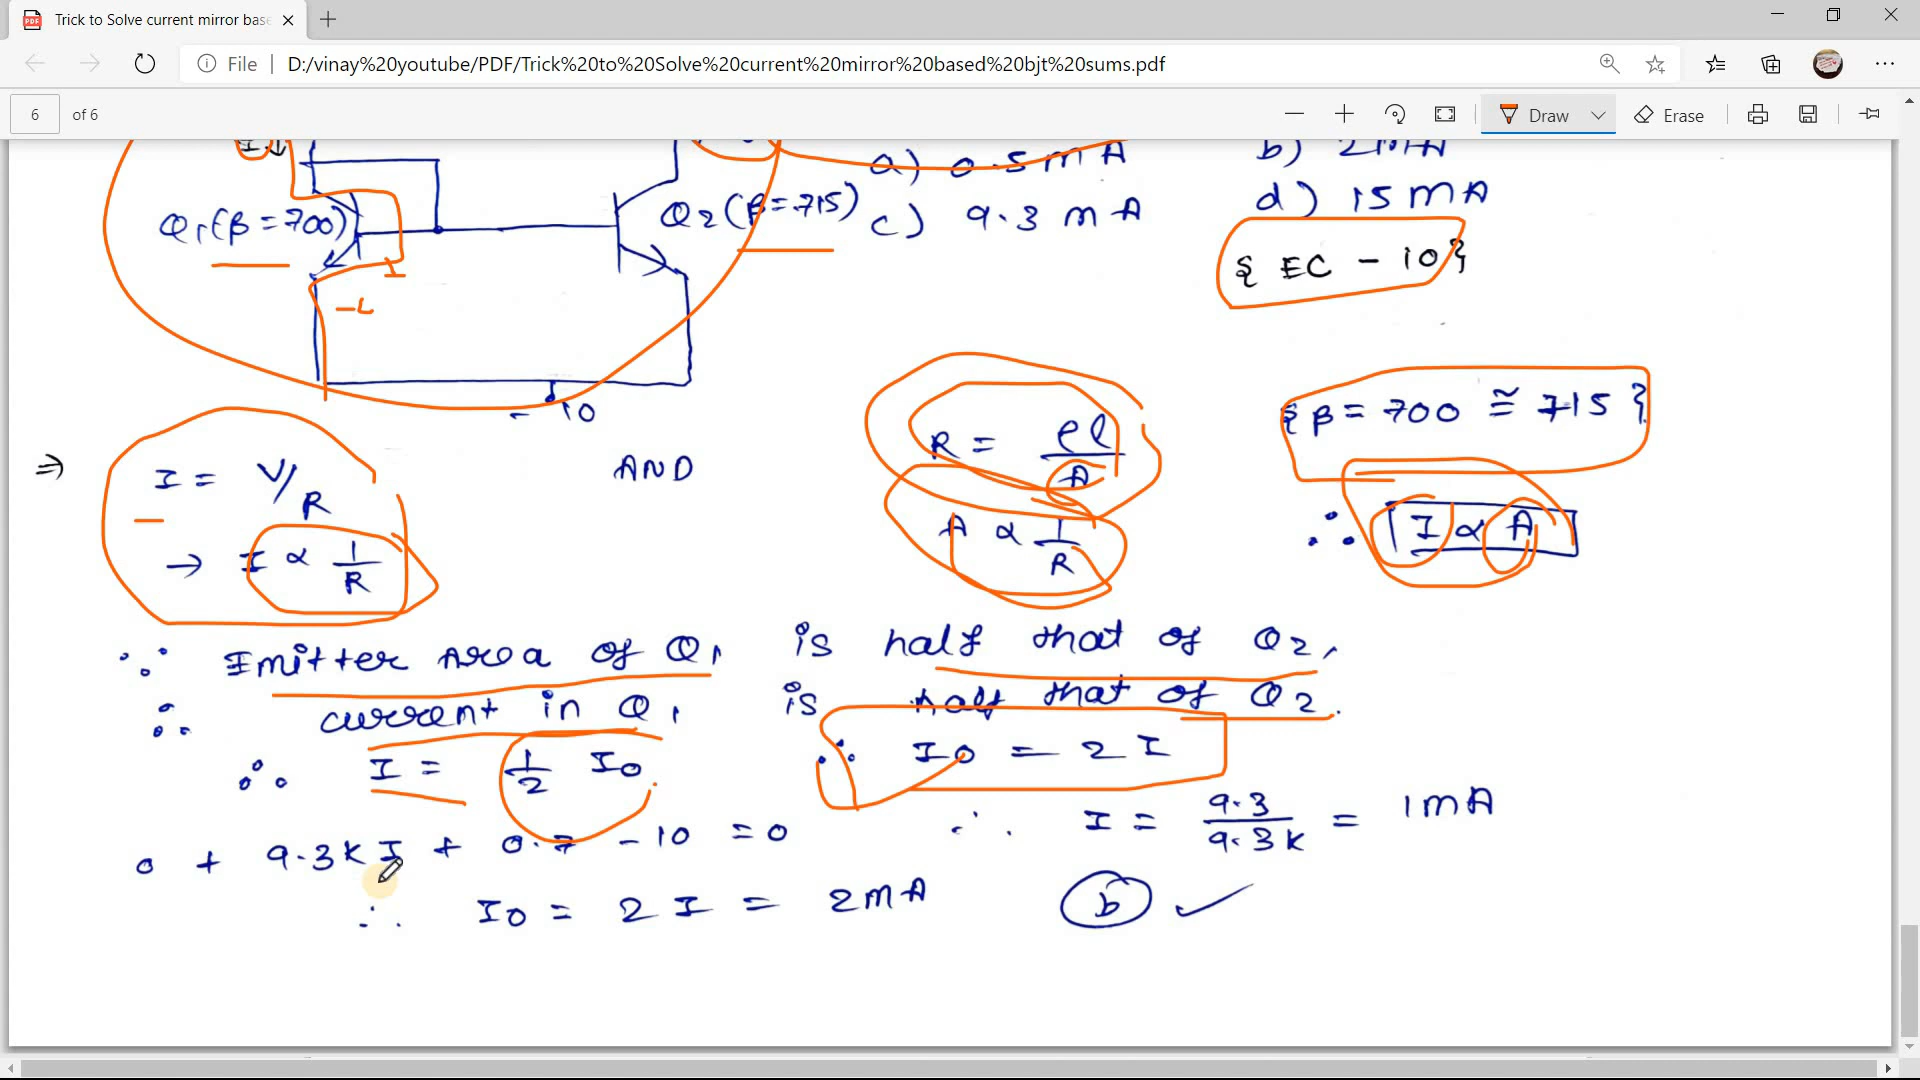 Trick to Solve current mirror base
File D:/vinay%20youtube/PDF/Trick%20to%20Solve%20current%20mirror%20based%20bjt%20sums.pdf
6 of 6 Draw Erase
a) 0.5 mA b) 2mA
Q1(β = 700) Q2(β=715) c) 9.3 mA d) 15 mA
I
{ EC - 10}
-10
⇒ I = V/R AND R = ρl/A {β = 700 ≅ 715}
→ I ∝ 1/R A ∝ 1/R ∴ I ∝ A
∵ Emitter Area of Q1 is half that of Q2,
∴ current in Q1 is half that of Q2.
∴ I = 1/2 I0. ∴ I0 = 2I
0 + 9.3k I + 0.7 - 10 = 0 ∴ I = 9.3/9.3k = 1mA
∴ I0 = 2I = 2mA b ✓